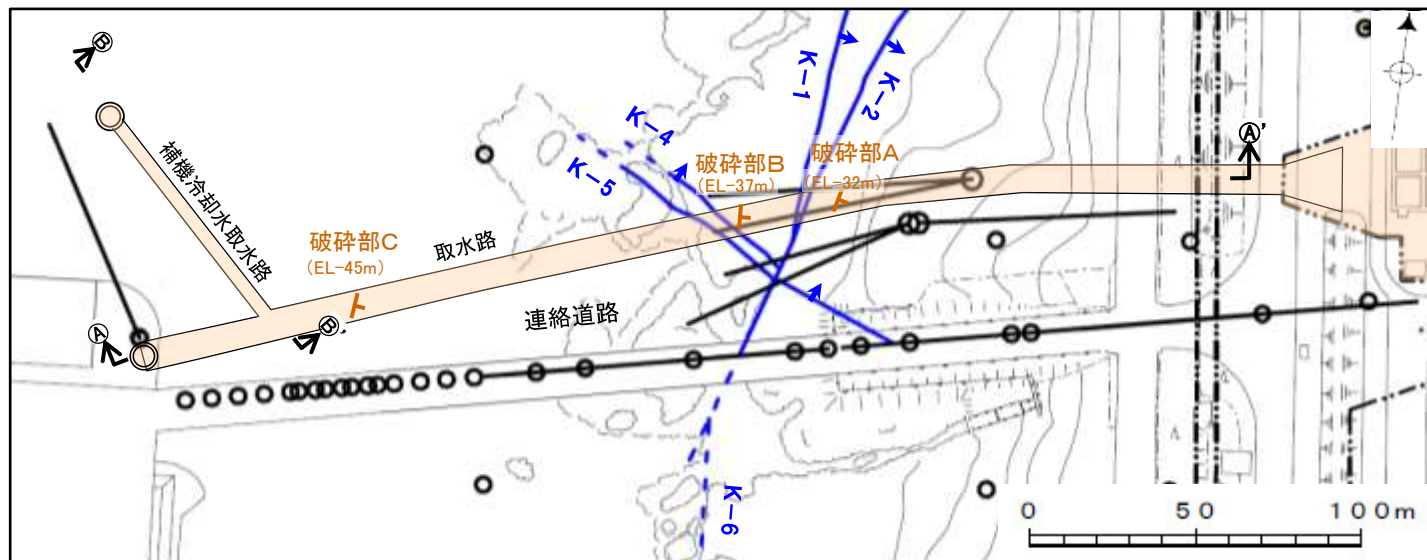 Ⓑ
K-1
K-2
K-4
K-5
Ⓐ'
破砕部A
(EL-32m)
破砕部B
(EL-37m)
補機冷却水取水路
破砕部C
(EL-45m)
取水路
Ⓐ
Ⓑ'
連絡道路
K-6
0 50 100m